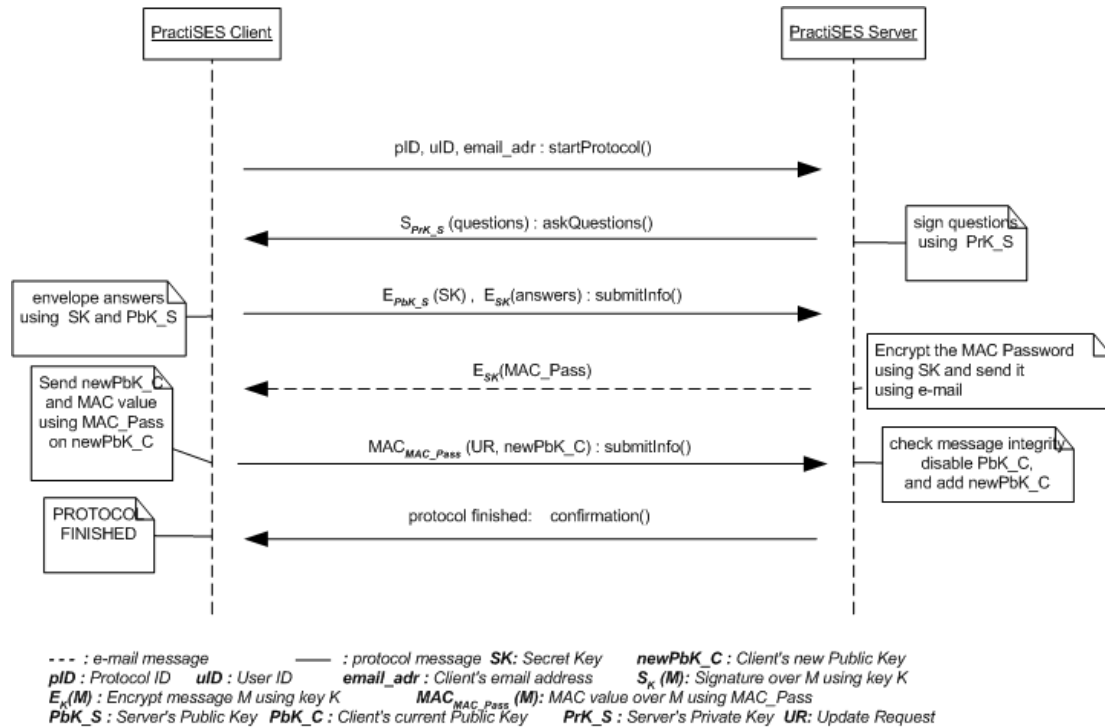 PractiSES Client
PractiSES Server
pID, uID, email_adr : startProtocol()
S_PrK_S (questions) : askQuestions()
sign questions
using PrK_S
envelope answers
using SK and PbK_S
E_PbK_S (SK) , E_SK(answers) : submitInfo()
Encrypt the MAC Password
using SK and send it
using e-mail
E_SK(MAC_Pass)
Send newPbK_C
and MAC value
using MAC_Pass
on newPbK_C
MAC_MAC_Pass (UR, newPbK_C) : submitInfo()
check message integrity,
disable PbK_C,
and add newPbK_C
PROTOCOL
FINISHED
protocol finished: confirmation()
- - - : e-mail message —— : protocol message SK: Secret Key newPbK_C : Client's new Public Key
pID : Protocol ID uID : User ID email_adr : Client's email address S_K (M): Signature over M using key K
E_K(M) : Encrypt message M using key K MAC_MAC_Pass (M): MAC value over M using MAC_Pass
PbK_S : Server's Public Key PbK_C : Client's current Public Key PrK_S : Server's Private Key UR: Update Request